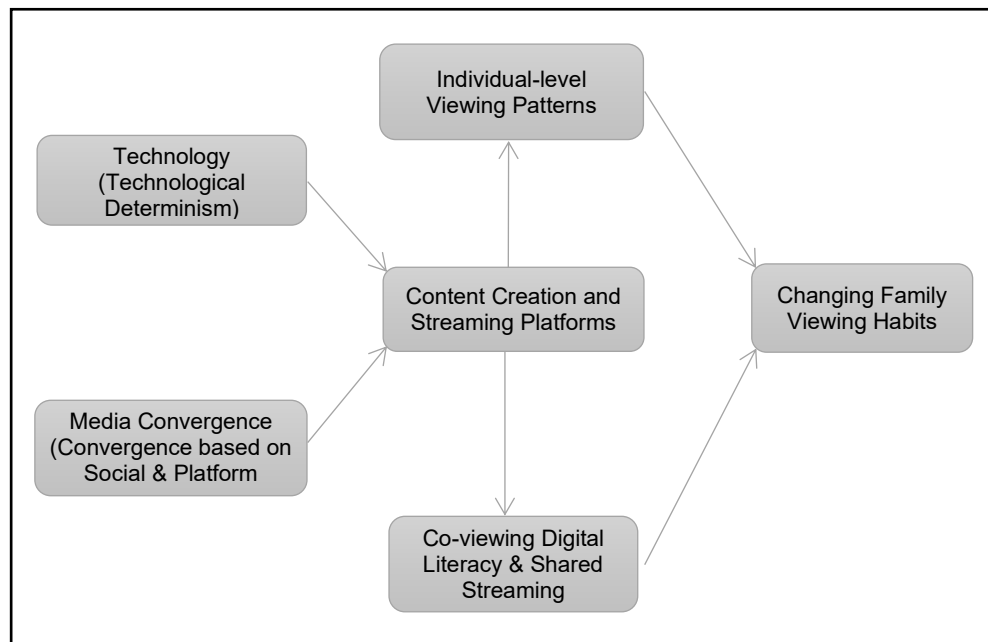 Individual-level
Viewing Patterns
Technology
(Technological
Determinism)
Content Creation and
Streaming Platforms
Changing Family
Viewing Habits
Media Convergence
(Convergence based on
Social & Platform
Co-viewing Digital
Literacy & Shared
Streaming